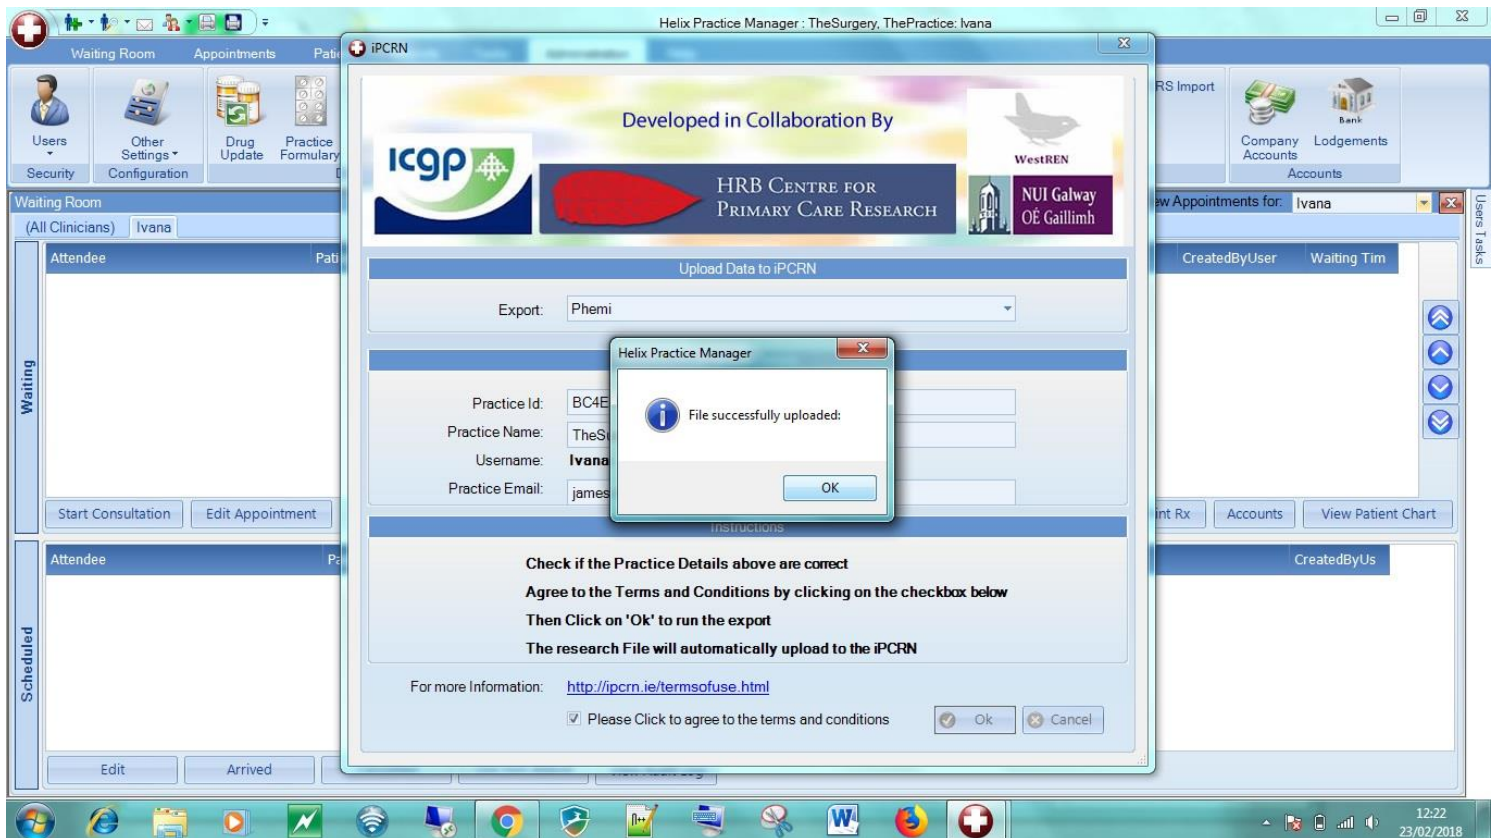 Helix Practice Manager : TheSurgery, ThePractice: Ivana
Waiting Room Appointments
iPCRN
Users
Security
Other
Settings
Configuration
Drug
Update
Practice
Formulary
RS Import
Company
Accounts
Bank
Lodgements
Accounts
Developed in Collaboration By
icgp
WestREN
HRB CENTRE FOR
PRIMARY CARE RESEARCH
NUI Galway
OÉ Gaillimh
Waiting Room
(All Clinicians) Ivana
ew Appointments for: Ivana
Users Tasks
Attendee Pati CreatedByUser Waiting Tim
Waiting
Upload Data to iPCRN
Export: Phemi
Helix Practice Manager
File successfully uploaded:
OK
Practice Id: BC4E
Practice Name: TheSu
Username: Ivana
Practice Email: james
Start Consultation Edit Appointment int Rx Accounts View Patient Chart
Instructions
Check if the Practice Details above are correct
Agree to the Terms and Conditions by clicking on the checkbox below
Then Click on 'Ok' to run the export
The research File will automatically upload to the iPCRN
Attendee Pa CreatedByUs
Scheduled
For more Information: http://ipcrn.ie/termsofuse.html
Please Click to agree to the terms and conditions Ok Cancel
Edit Arrived
12:22
23/02/2018